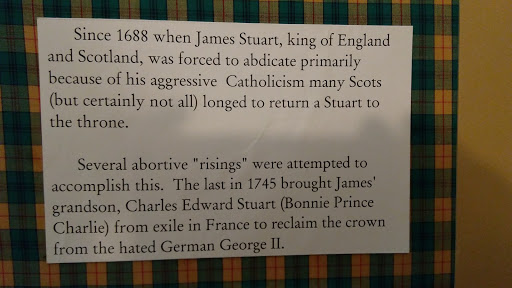 Since 1688 when James Stuart, king of England
and Scotland, was forced to abdicate primarily
because of his aggressive Catholicism many Scots
(but certainly not all) longed to return a Stuart to
the throne.
Several abortive "risings" were attempted to
accomplish this. The last in 1745 brought James'
grandson, Charles Edward Stuart (Bonnie Prince
Charlie) from exile in France to reclaim the crown
from the hated German George II.